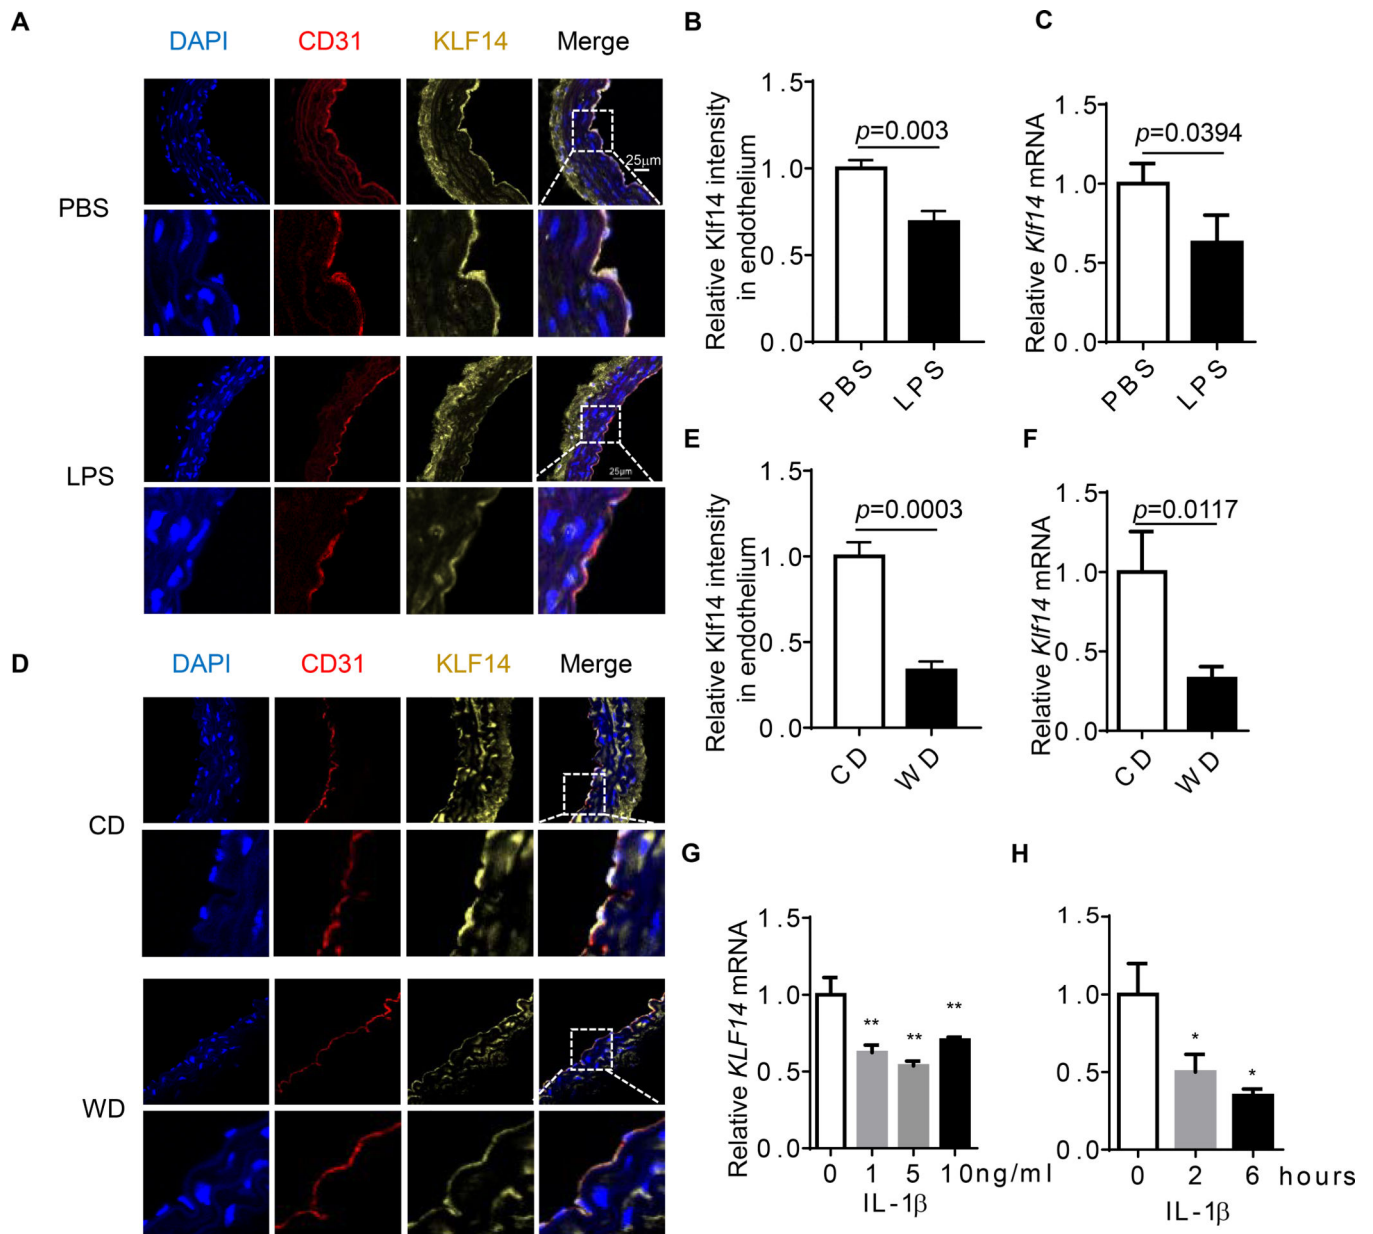 A
DAPI CD31 KLF14 Merge
PBS
25μm
LPS
25μm
B
Relative Klf14 intensity
in endothelium
1.5
1.0
0.5
0.0
p=0.003
PBS LPS
C
Relative Klf14 mRNA
1.5
1.0
0.5
0.0
p=0.0394
PBS LPS
D
DAPI CD31 KLF14 Merge
CD
WD
E
Relative Klf14 intensity
in endothelium
1.5
1.0
0.5
0.0
p=0.0003
CD WD
F
Relative Klf14 mRNA
1.5
1.0
0.5
0.0
p=0.0117
CD WD
G
Relative KLF14 mRNA
1.5
1.0
0.5
0.0
** ** **
0 1 5 10ng/ml
IL-1β
H
1.5
1.0
0.5
0.0
* *
0 2 6 hours
IL-1β